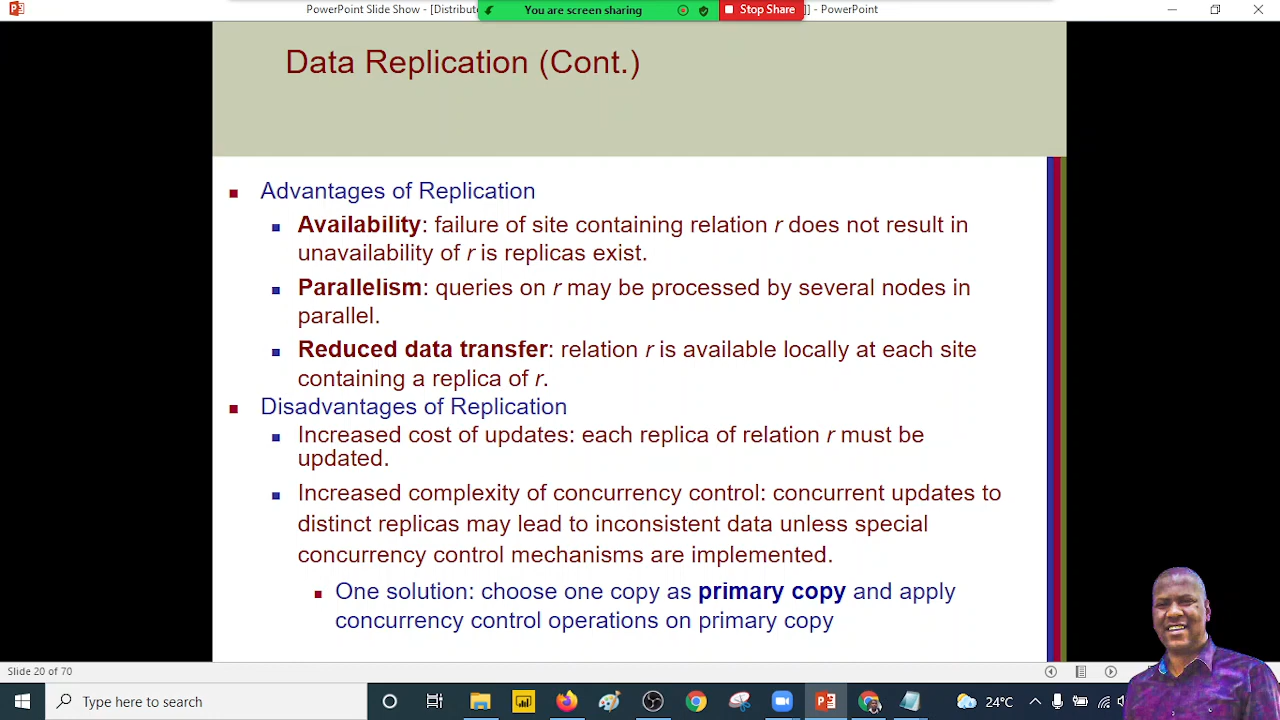 PowerPoint Slide Show - [Distribute
You are screen sharing
Stop Share
] - PowerPoint
Data Replication (Cont.)
Advantages of Replication
Availability: failure of site containing relation r does not result in
unavailability of r is replicas exist.
Parallelism: queries on r may be processed by several nodes in
parallel.
Reduced data transfer: relation r is available locally at each site
containing a replica of r.
Disadvantages of Replication
Increased cost of updates: each replica of relation r must be
updated.
Increased complexity of concurrency control: concurrent updates to
distinct replicas may lead to inconsistent data unless special
concurrency control mechanisms are implemented.
One solution: choose one copy as primary copy and apply
concurrency control operations on primary copy
Slide 20 of 70
Type here to search
24°C